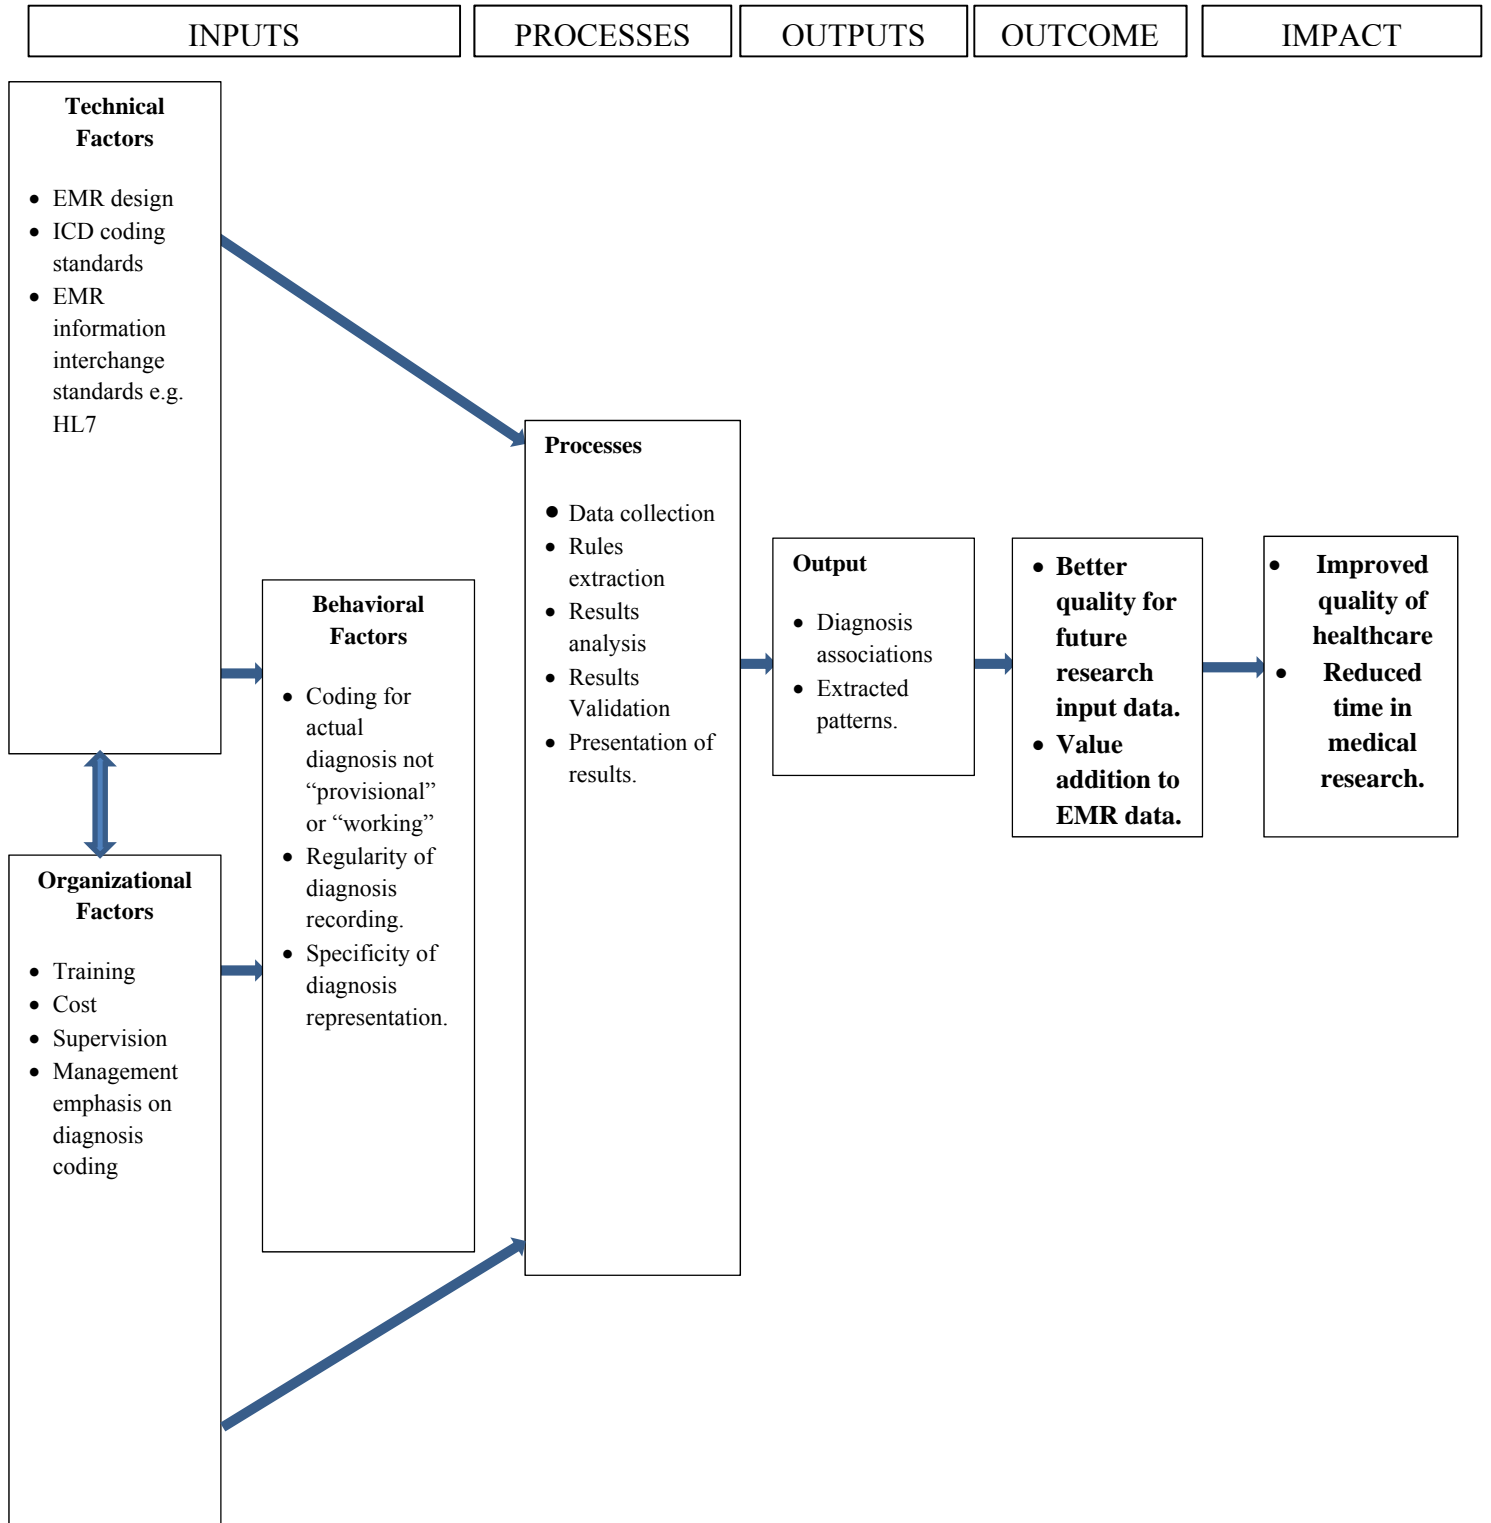 INPUTS
PROCESSES
OUTPUTS
OUTCOME
IMPACT
Technical
Factors
• EMR design
• ICD coding
standards
• EMR
information
interchange
standards e.g.
HL7
Organizational
Factors
• Training
• Cost
• Supervision
• Management
emphasis on
diagnosis
coding
Behavioral
Factors
• Coding for
actual
diagnosis not
“provisional”
or “working”
• Regularity of
diagnosis
recording.
• Specificity of
diagnosis
representation.
Processes
• Data collection
• Rules
extraction
• Results
analysis
• Results
Validation
• Presentation of
results.
Output
• Diagnosis
associations
• Extracted
patterns.
• Better
quality for
future
research
input data.
• Value
addition to
EMR data.
• Improved
quality of
healthcare
• Reduced
time in
medical
research.